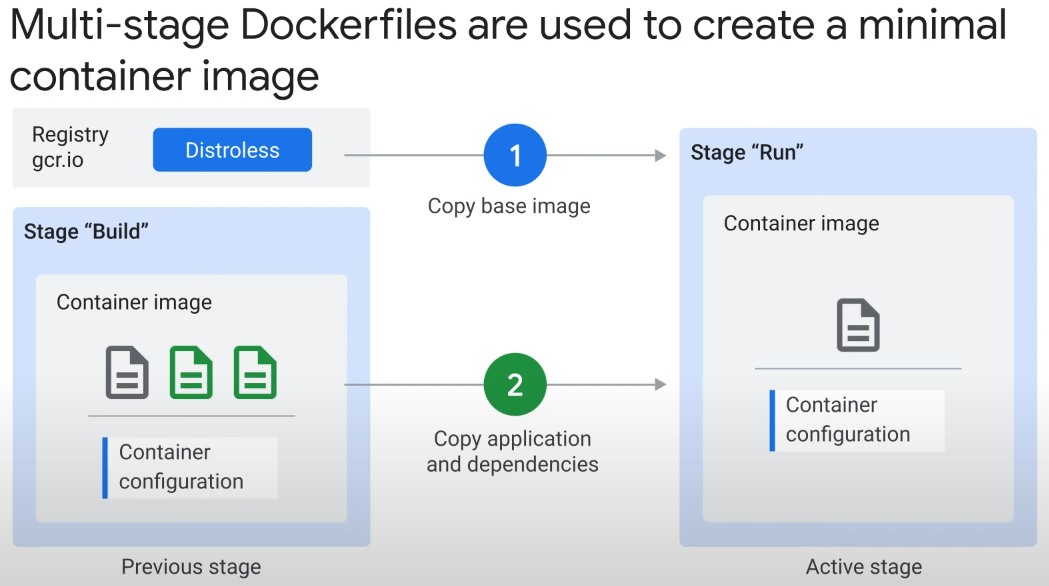 Multi-stage Dockerfiles are used to create a minimal
container image
Registry
gcr.io
Distroless
1
Copy base image
Stage “Build”
Container image
Container
configuration
Previous stage
2
Copy application
and dependencies
Stage “Run”
Container image
Container
configuration
Active stage